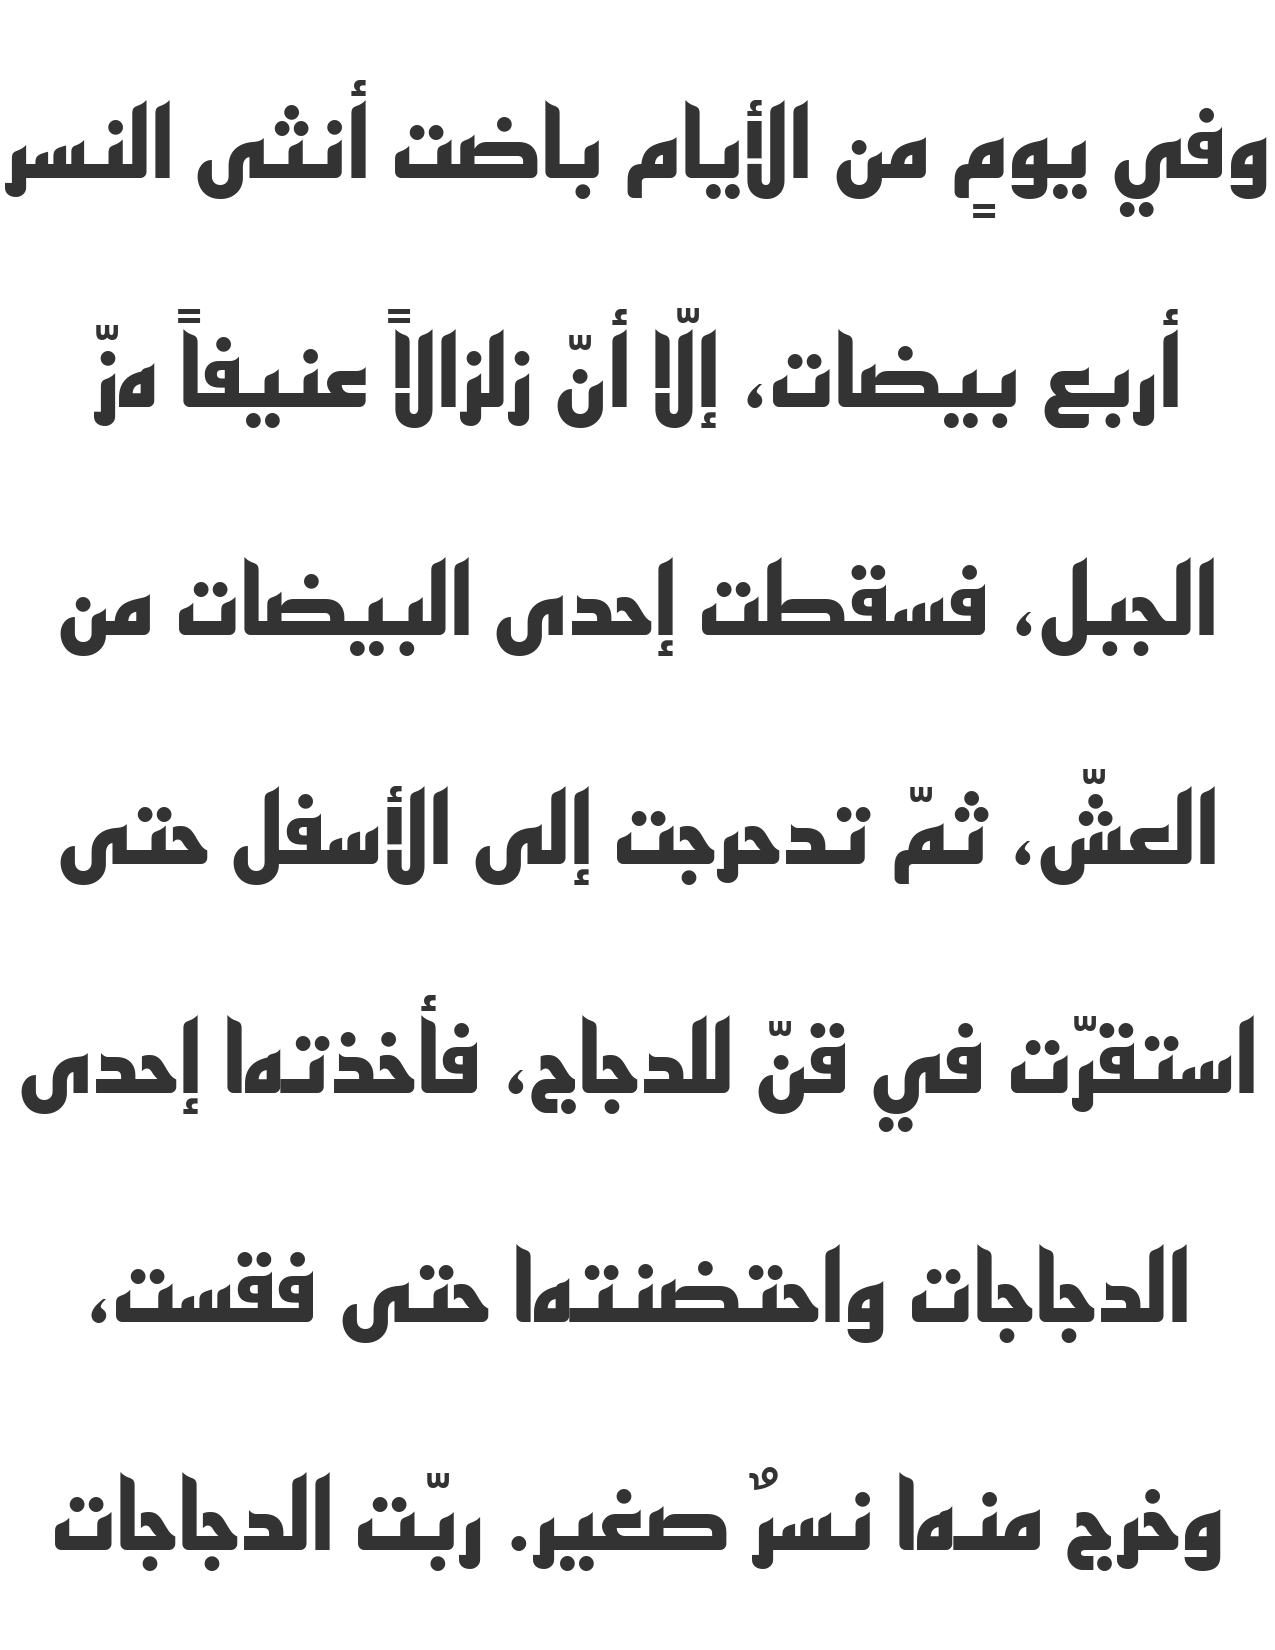 وفي يومٍ من الأيام باضت أنثى النسر
أربع بيضات، إلّا أنّ زلزالاً عنيفاً هزّ
الجبل، فسقطت إحدى البيضات من
العشّ، ثمّ تدحرجت إلى الأسفل حتى
استقرّت في قنّ للدجاج، فأخذتها إحدى
الدجاجات واحتضنتها حتى فقست،
وخرج منها نسرٌ صغير. ربّت الدجاجات